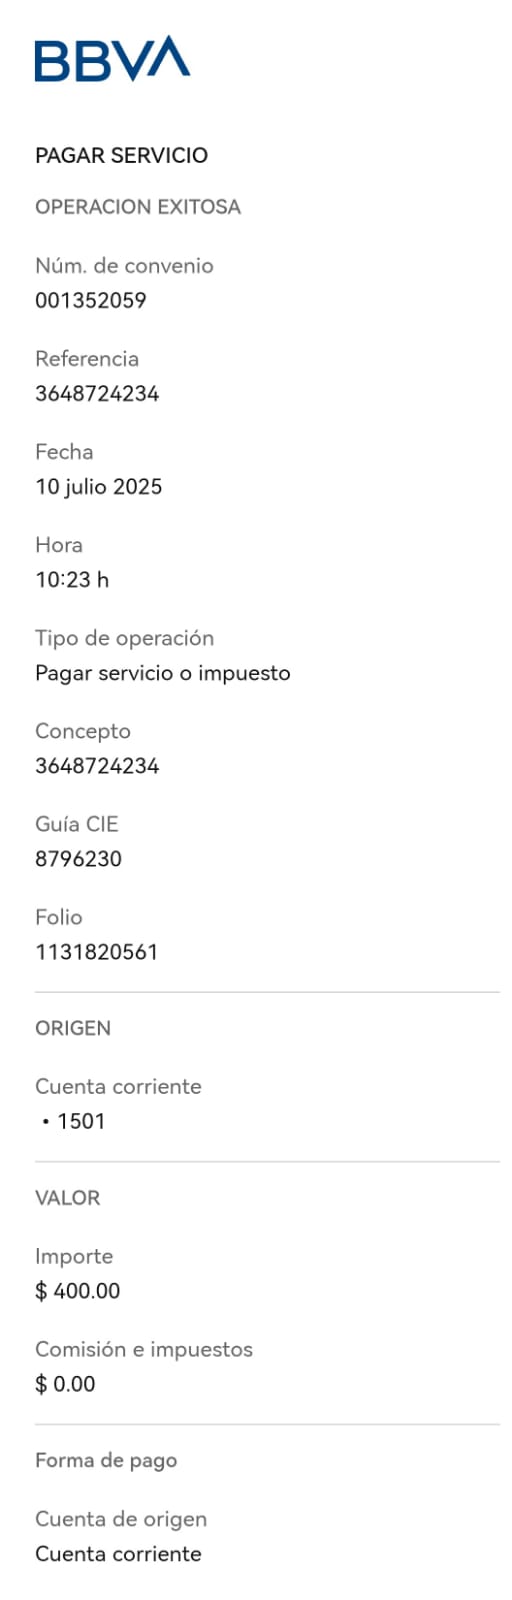 BBVA
PAGAR SERVICIO
OPERACION EXITOSA
Núm. de convenio
001352059
Referencia
3648724234
Fecha
10 julio 2025
Hora
10:23 h
Tipo de operación
Pagar servicio o impuesto
Concepto
3648724234
Guía CIE
8796230
Folio
1131820561
ORIGEN
Cuenta corriente
• 1501
VALOR
Importe
$ 400.00
Comisión e impuestos
$ 0.00
Forma de pago
Cuenta de origen
Cuenta corriente